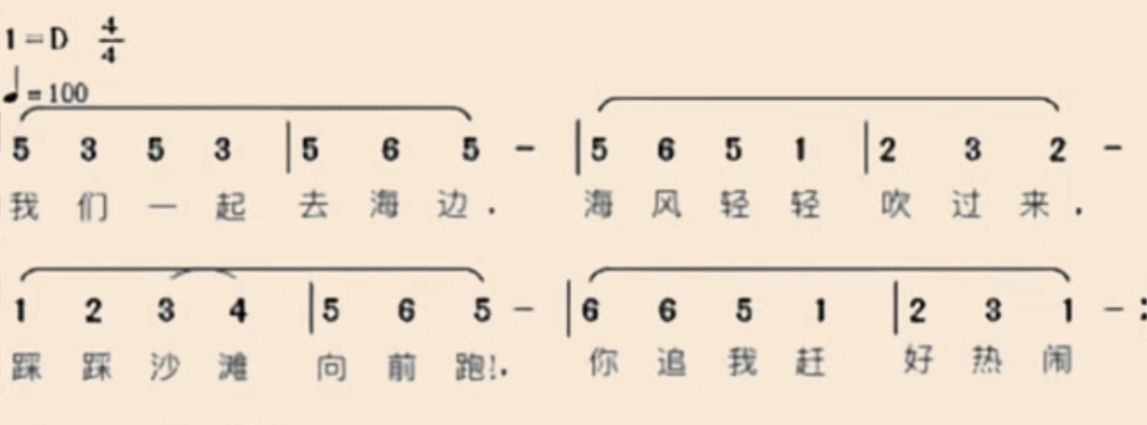 1=D 4/4
♩=100
5 3 5 3 | 5 6 5 - | 5 6 5 1 | 2 3 2 -
我们一起 去海边. 海风轻轻 吹过来.
1 2 3 4 | 5 6 5 - | 6 6 5 1 | 2 3 1 - :
踩踩沙滩 向前跑!. 你追我赶 好热闹